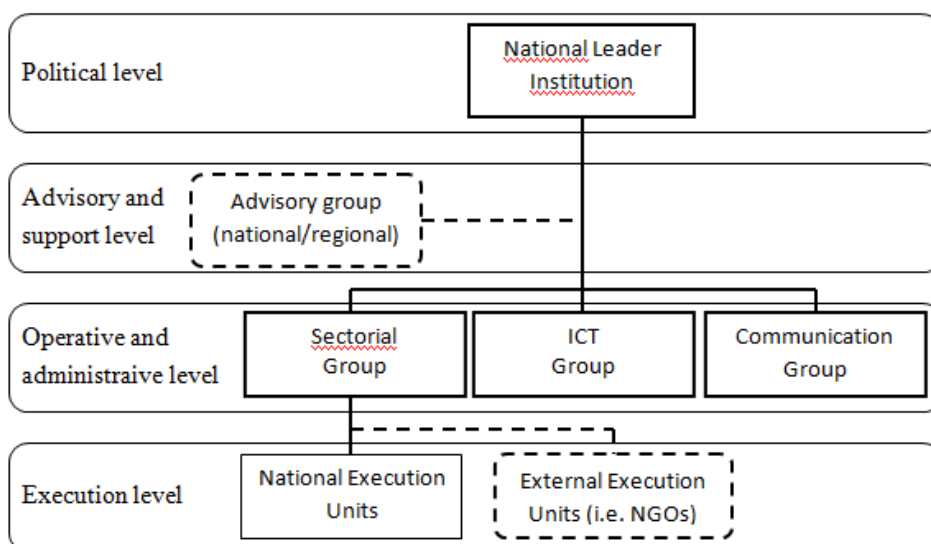 National Leader
Institution
Political level
Advisory and
support level
Advisory group
(national/regional)
Operative and
administraive level
Sectorial
Group
ICT
Group
Communication
Group
Execution level
National Execution
Units
External Execution
Units (i.e. NGOs)